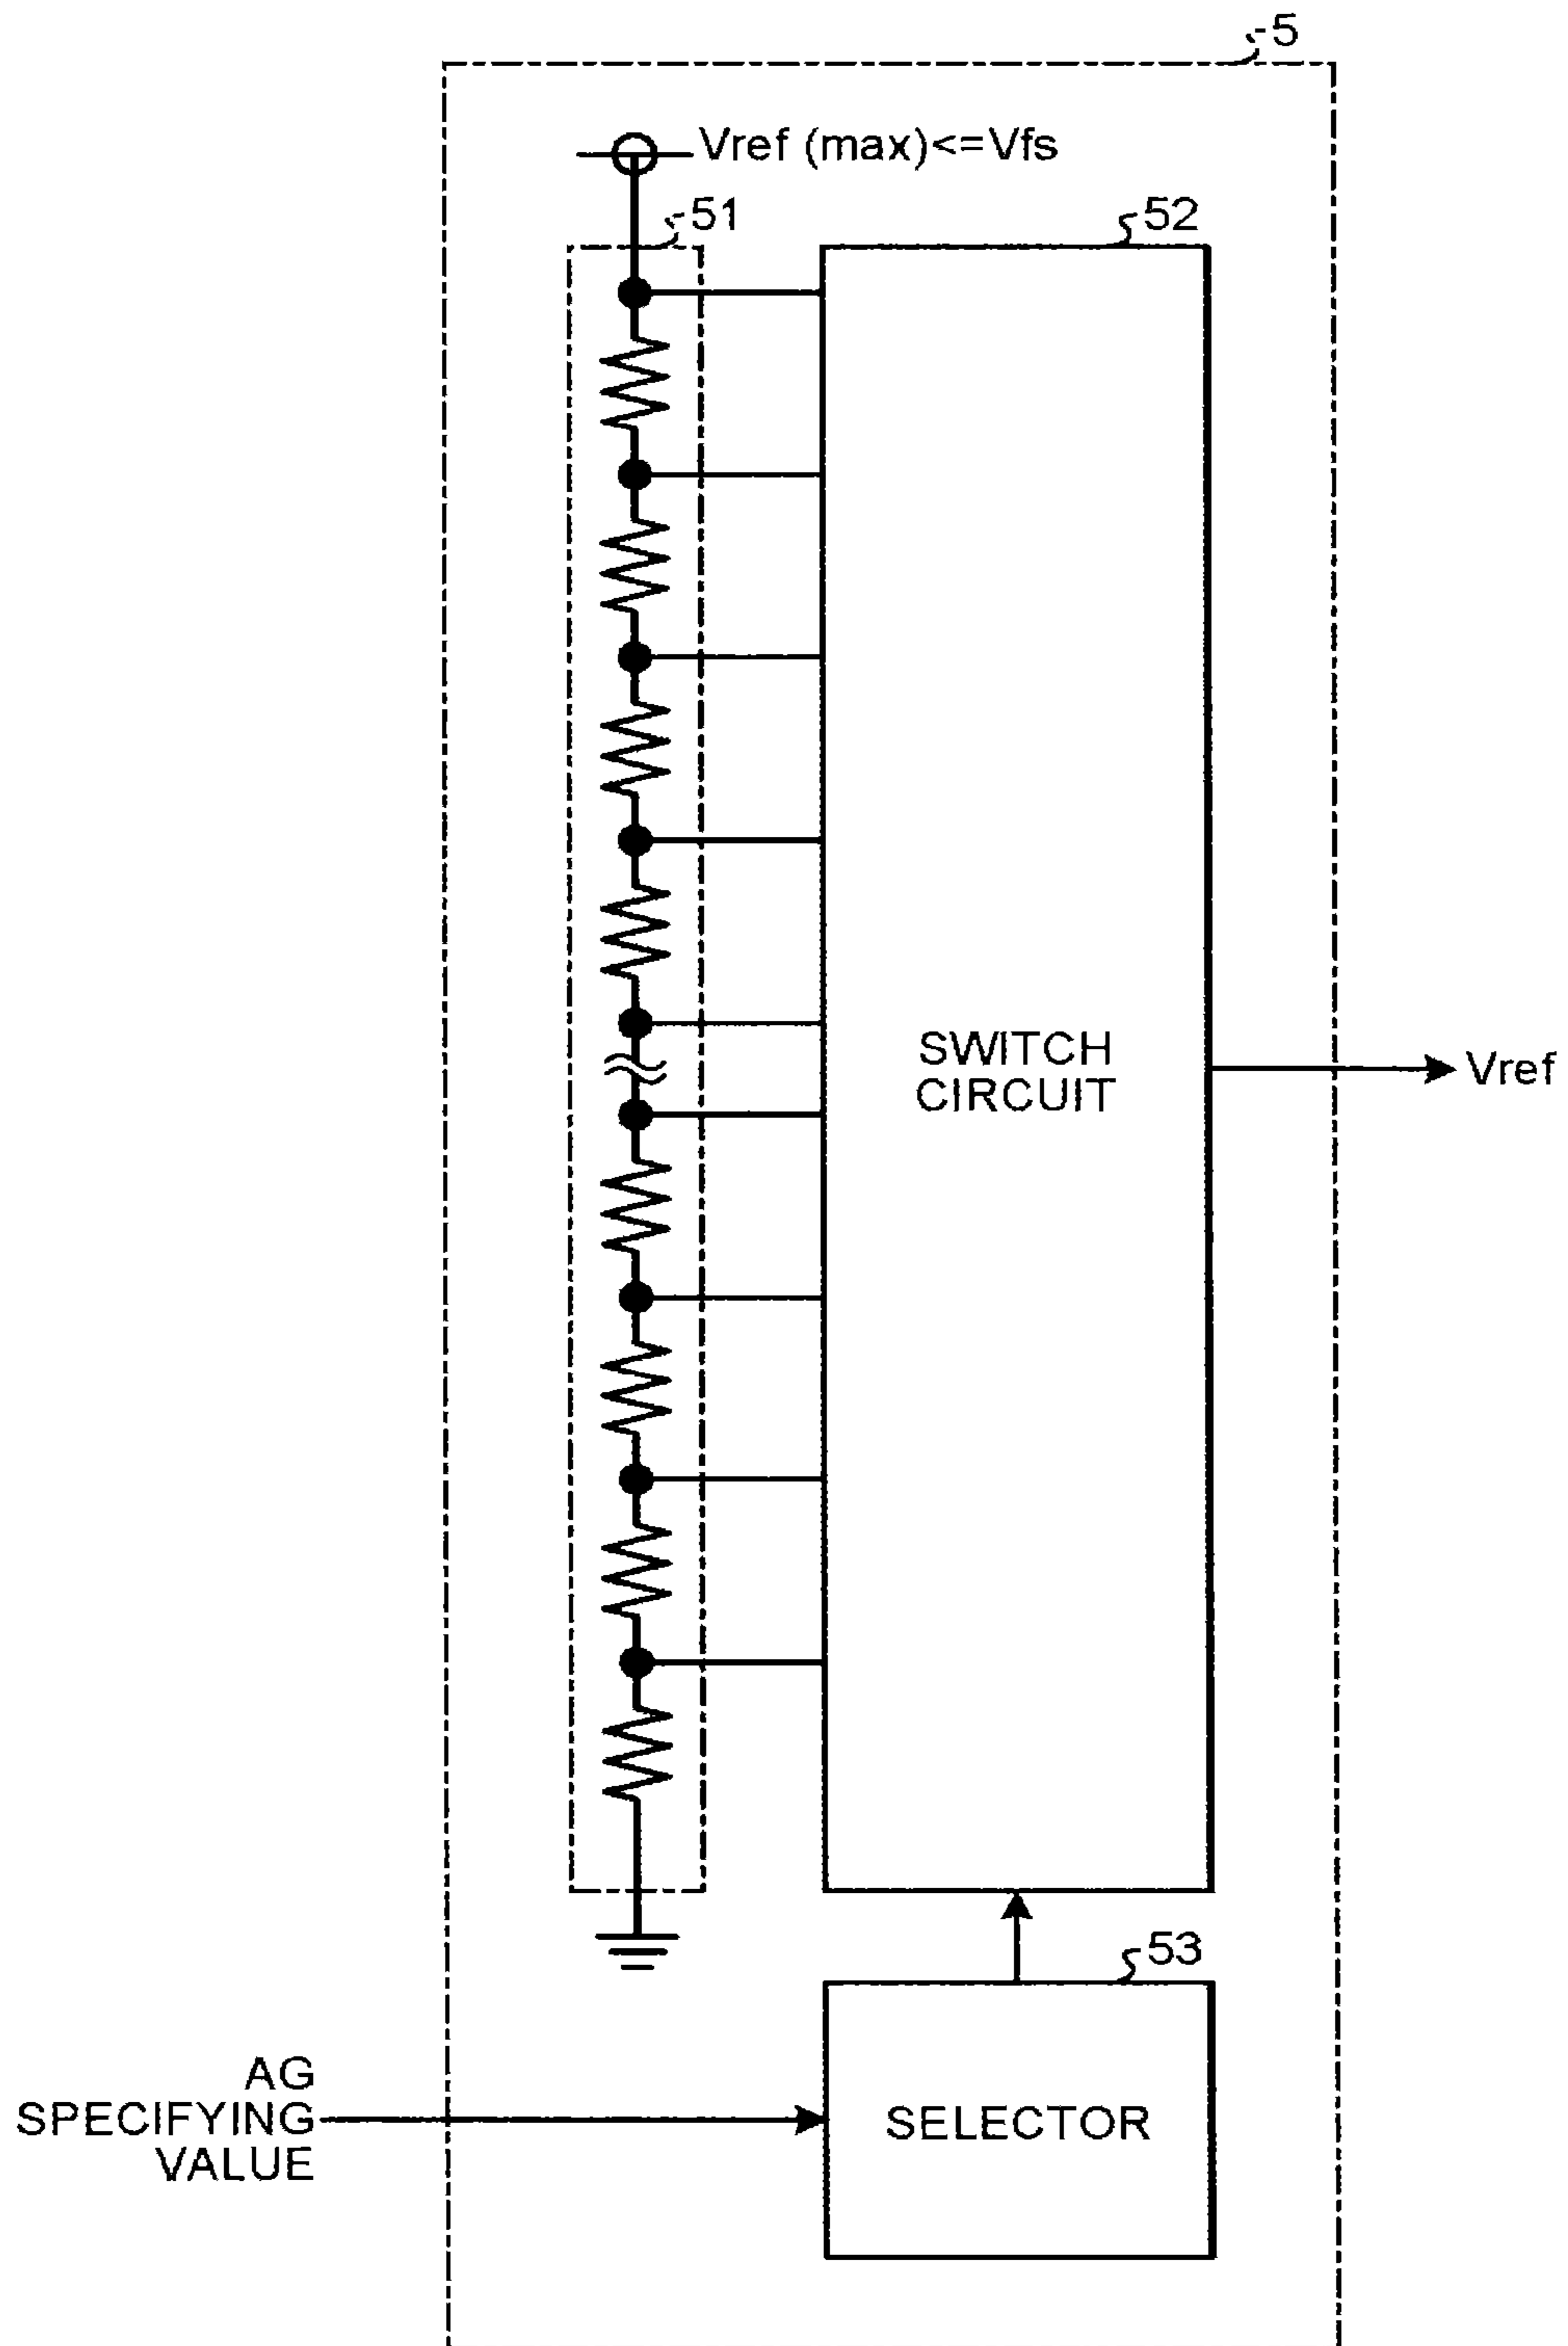 5
Vref (max)<=Vfs
51
52
SWITCH
CIRCUIT
Vref
53
AG
SPECIFYING
VALUE
SELECTOR